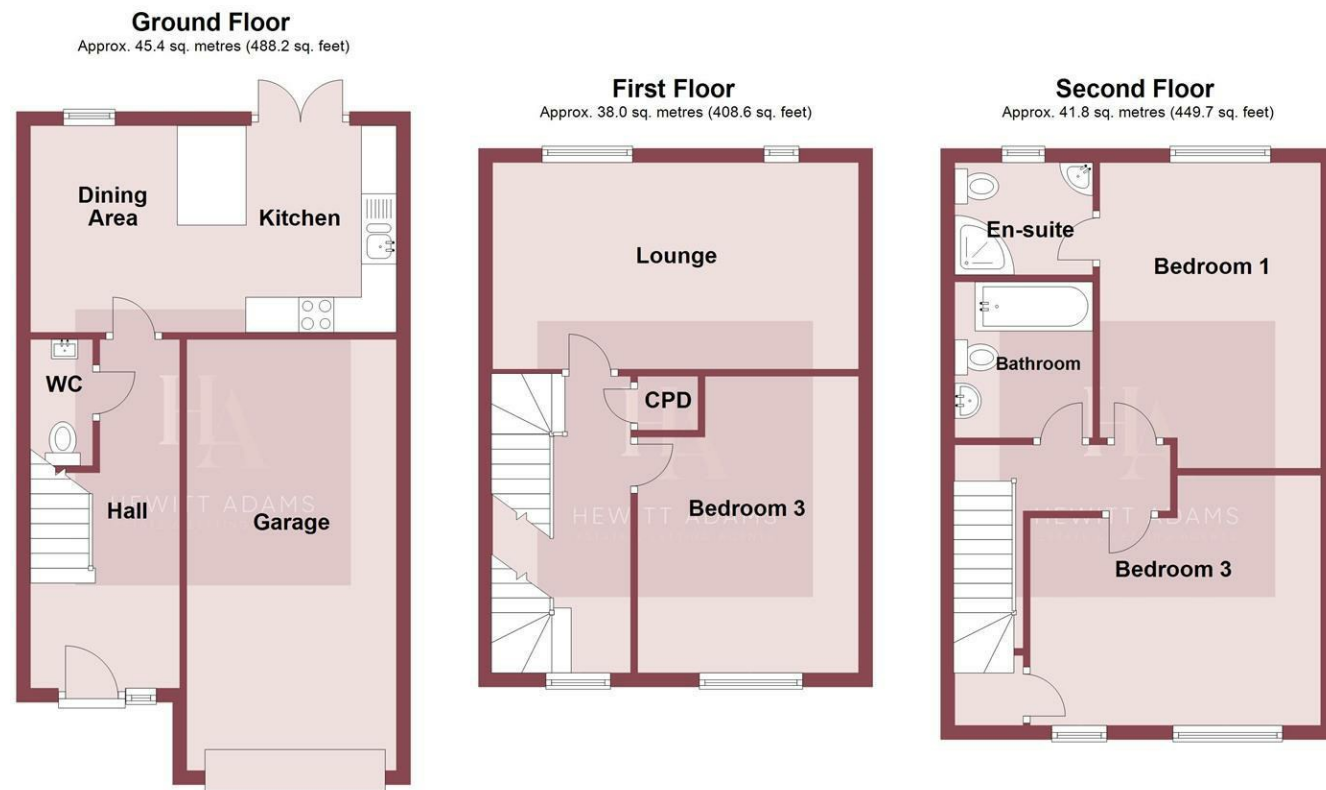 Ground Floor
Approx. 45.4 sq. metres (488.2 sq. feet)
Dining
Area
Kitchen
WC
Hall
Garage
HEWITT ADAMS
First Floor
Approx. 38.0 sq. metres (408.6 sq. feet)
Lounge
CPD
Bedroom 3
HEWITT ADAMS
Second Floor
Approx. 41.8 sq. metres (449.7 sq. feet)
En-suite
Bedroom 1
Bathroom
HEWITT ADAMS
Bedroom 3